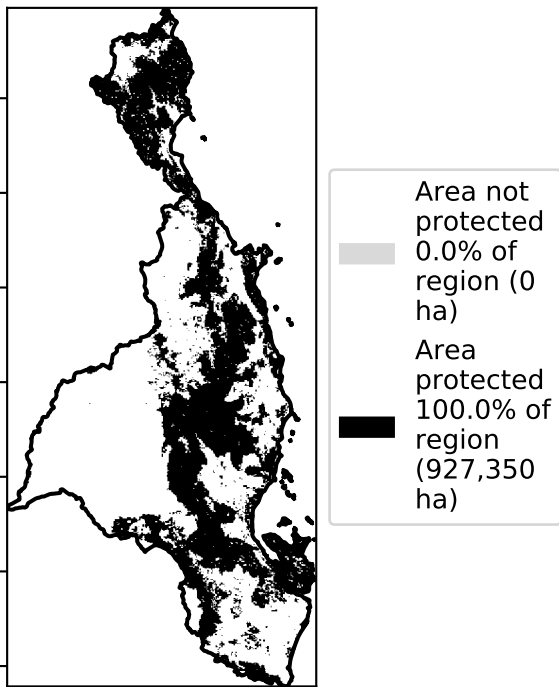 Area not
protected
0.0% of
region (0
ha)
Area
protected
100.0% of
region
(927,350
ha)